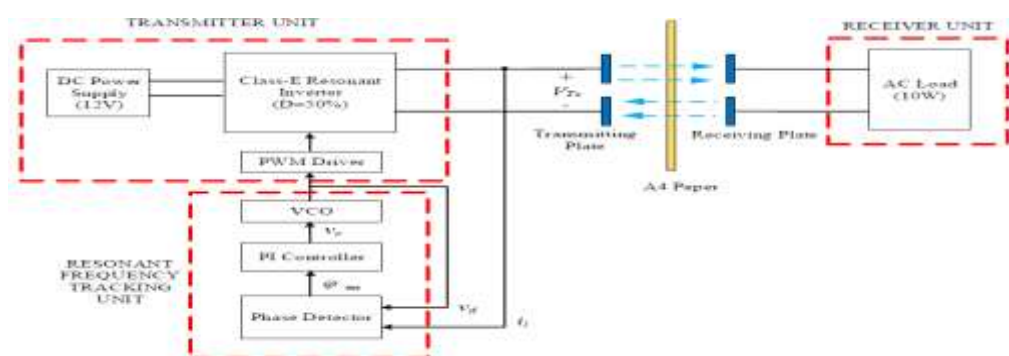 TRANSMITTER UNIT
RECEIVER UNIT
DC Power
Supply
(12V)
Class-E Resonant
Inverter
(D=50%)
+
-
AC Load
(10W)
Transmitting
Plate
Receiving Plate
PWM Driver
A4 Paper
VCO
RESONANT
FREQUENCY
TRACKING
UNIT
PI Controller
Phase Detector